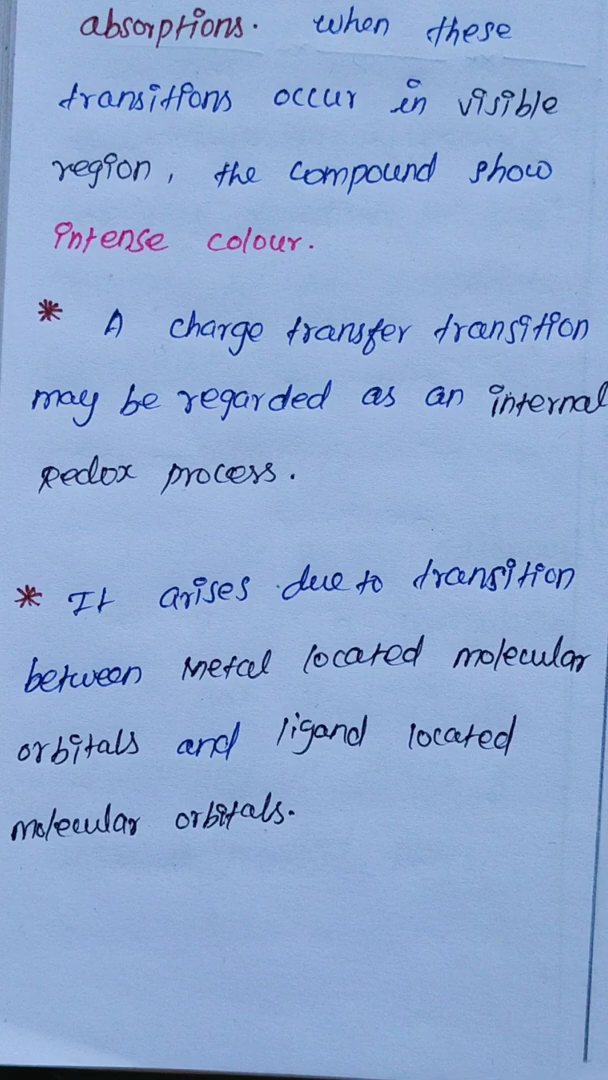 absorptions. when these
transitions occur in visible
region, the compound show
intense colour.
* A charge transfer transition
may be regarded as an internal
Redox process.
* It arises due to transition
between Metal located molecular
orbitals and ligand located
molecular orbitals.